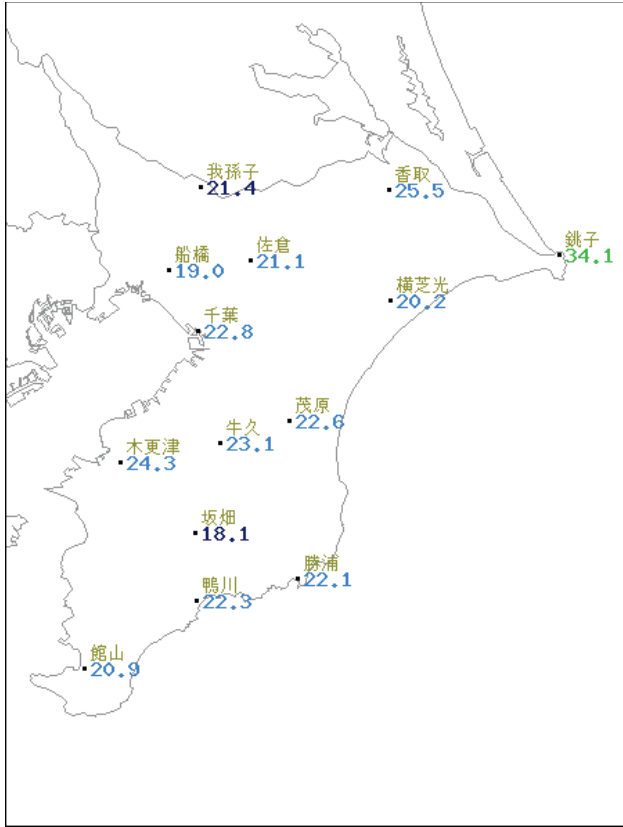 我孫子
21.4
香取
25.5
銚子
34.1
佐倉
21.1
船橋
19.0
横芝光
20.2
千葉
22.8
茂原
22.6
牛久
23.1
木更津
24.3
坂畑
18.1
勝浦
22.1
鴨川
22.3
館山
20.9